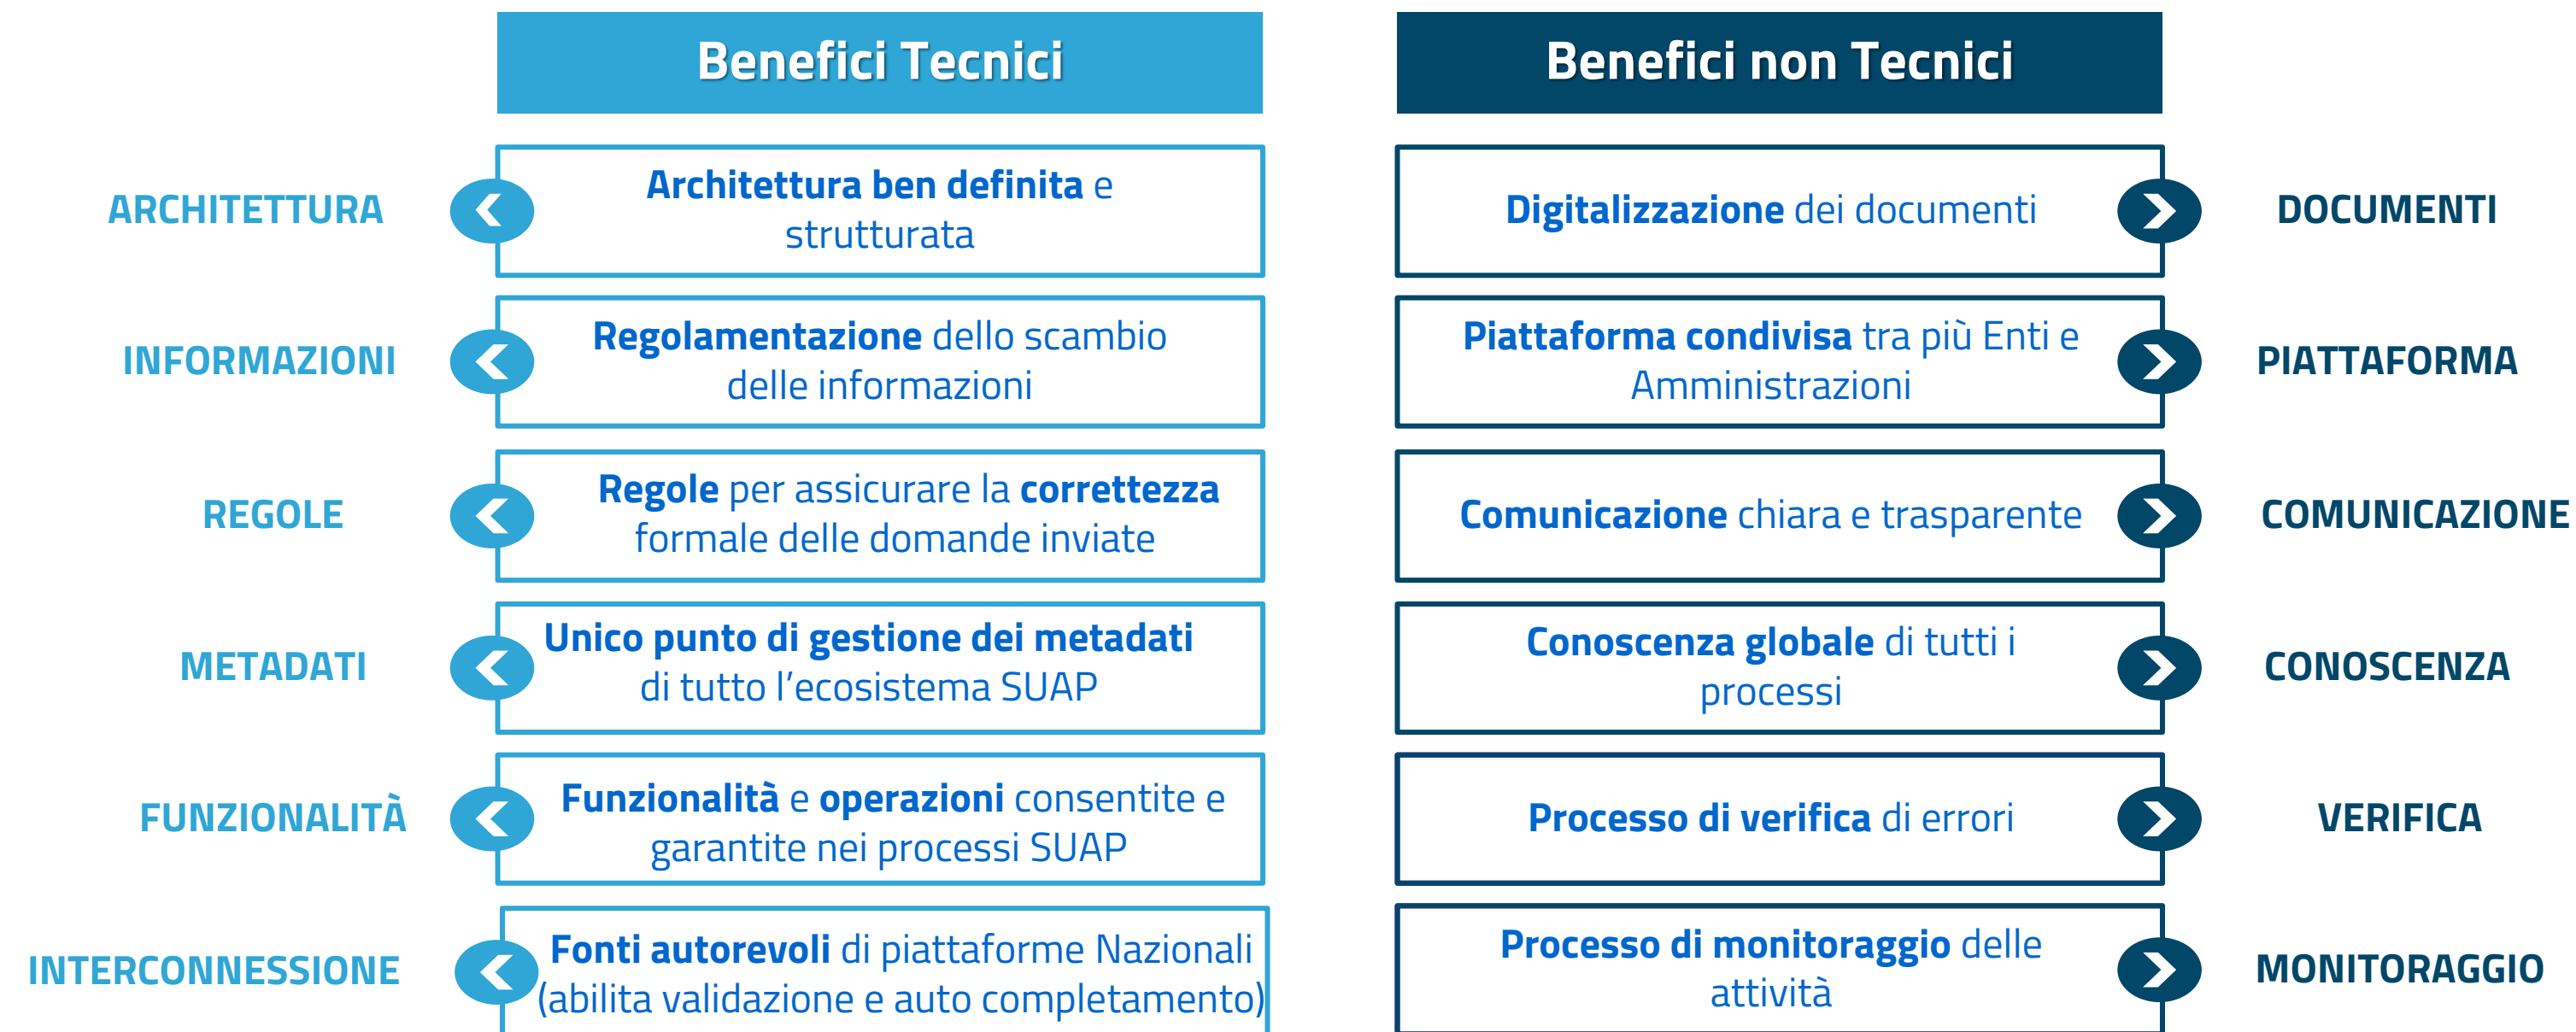 Benefici Tecnici
Benefici non Tecnici
ARCHITETTURA
Architettura ben definita e
strutturata
Digitalizzazione dei documenti
DOCUMENTI
INFORMAZIONI
Regolamentazione dello scambio
delle informazioni
Piattaforma condivisa tra più Enti e
Amministrazioni
PIATTAFORMA
REGOLE
Regole per assicurare la correttezza
formale delle domande inviate
Comunicazione chiara e trasparente
COMUNICAZIONE
METADATI
Unico punto di gestione dei metadati
di tutto l’ecosistema SUAP
Conoscenza globale di tutti i
processi
CONOSCENZA
FUNZIONALITÀ
Funzionalità e operazioni consentite e
garantite nei processi SUAP
Processo di verifica di errori
VERIFICA
INTERCONNESSIONE
Fonti autorevoli di piattaforme Nazionali
(abilita validazione e auto completamento)
Processo di monitoraggio delle
attività
MONITORAGGIO